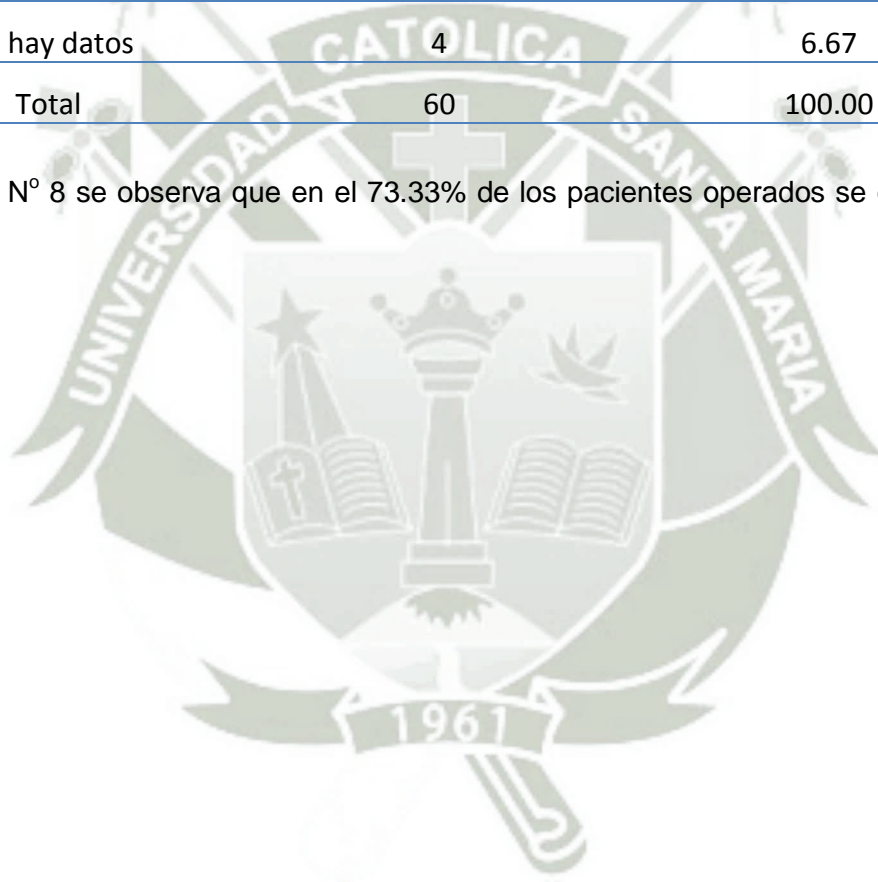 hay datos 4 6.67
Total 60 100.00
N° 8 se observa que en el 73.33% de los pacientes operados se
UNIVERSIDAD CATOLICA SANTA MARIA
1961